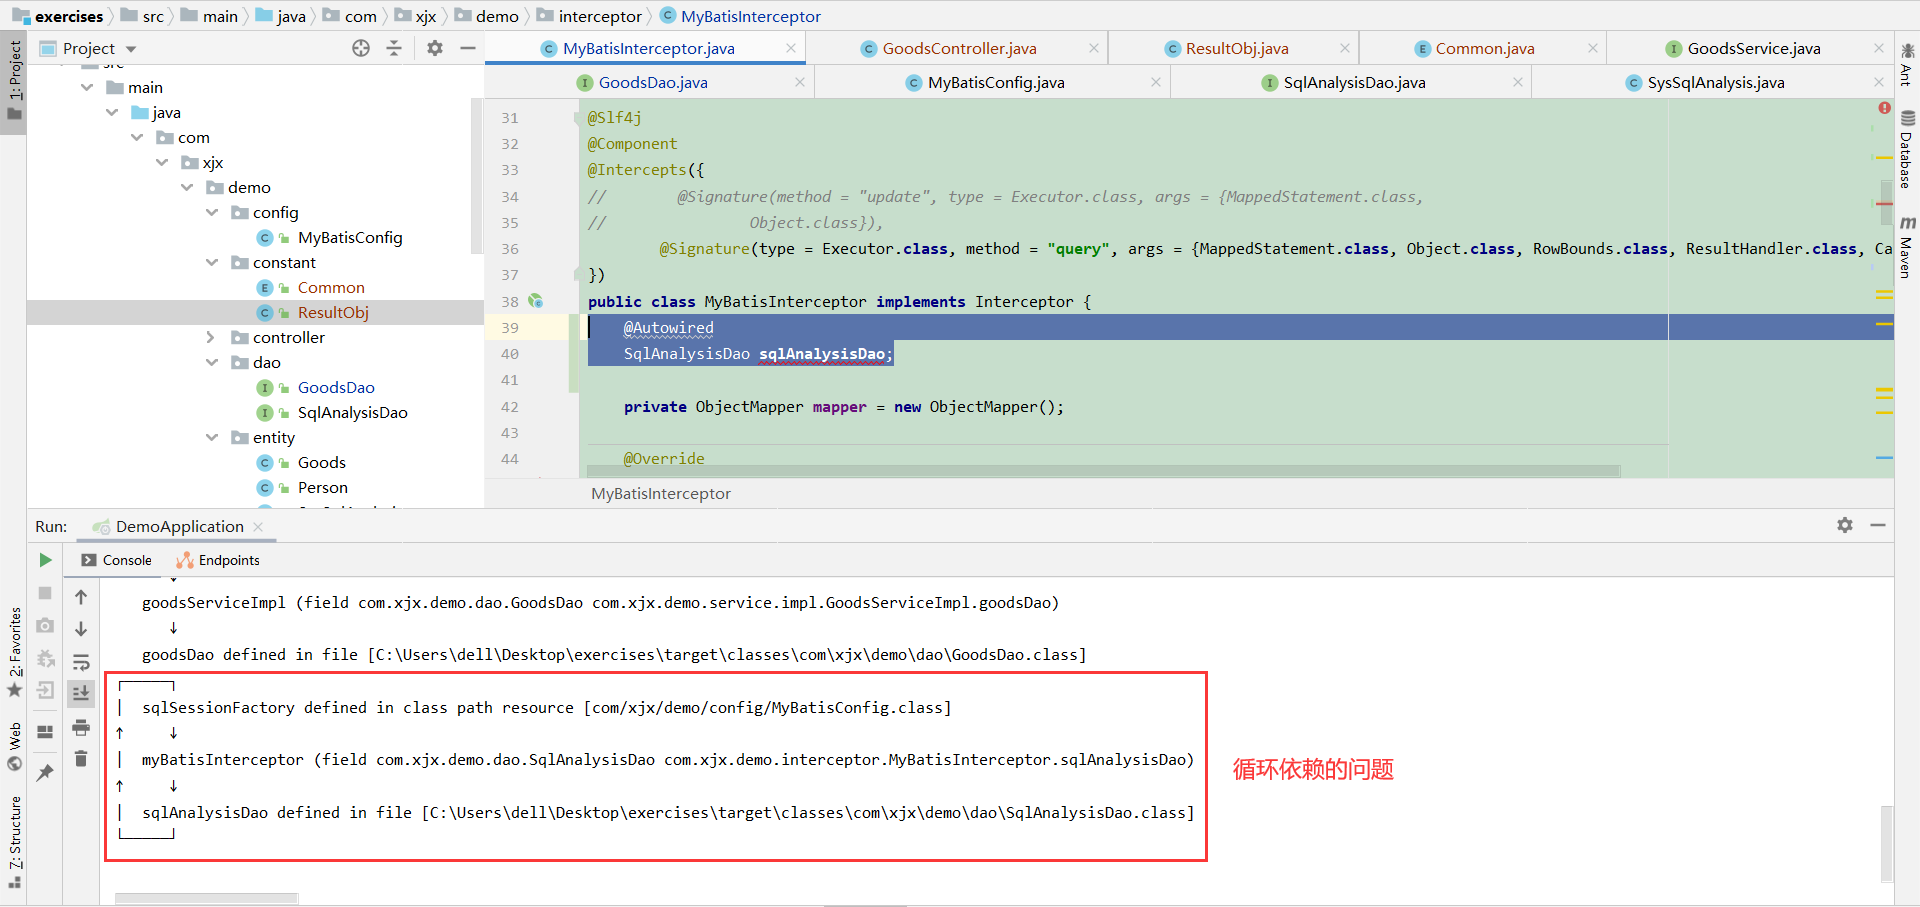 exercises src main java com xjx demo interceptor MyBatisInterceptor
1: Project
Project
MyBatisInterceptor.java GoodsController.java ResultObj.java Common.java GoodsService.java
GoodsDao.java MyBatisConfig.java SqlAnalysisDao.java SysSqlAnalysis.java
Ant
Database
Maven
src
main
java
com
xjx
demo
config
MyBatisConfig
constant
Common
ResultObj
controller
dao
GoodsDao
SqlAnalysisDao
entity
Goods
Person
31 @Slf4j
32 @Component
33 @Intercepts({
34 // @Signature(method = "update", type = Executor.class, args = {MappedStatement.class,
35 // Object.class}),
36 @Signature(type = Executor.class, method = "query", args = {MappedStatement.class, Object.class, RowBounds.class, ResultHandler.class, Ca
37 })
38 public class MyBatisInterceptor implements Interceptor {
39 @Autowired
40 SqlAnalysisDao sqlAnalysisDao;
41
42 private ObjectMapper mapper = new ObjectMapper();
43
44 @Override
MyBatisInterceptor
Run: DemoApplication
Console Endpoints
2: Favorites
Web
7: Structure
↓
goodsServiceImpl (field com.xjx.demo.dao.GoodsDao com.xjx.demo.service.impl.GoodsServiceImpl.goodsDao)
↓
goodsDao defined in file [C:\Users\dell\Desktop\exercises\target\classes\com\xjx\demo\dao\GoodsDao.class]
┌─────┐
| sqlSessionFactory defined in class path resource [com/xjx/demo/config/MyBatisConfig.class]
↑ ↓
| myBatisInterceptor (field com.xjx.demo.dao.SqlAnalysisDao com.xjx.demo.interceptor.MyBatisInterceptor.sqlAnalysisDao)
↑ ↓
| sqlAnalysisDao defined in file [C:\Users\dell\Desktop\exercises\target\classes\com\xjx\demo\dao\SqlAnalysisDao.class]
└─────┘
循环依赖的问题